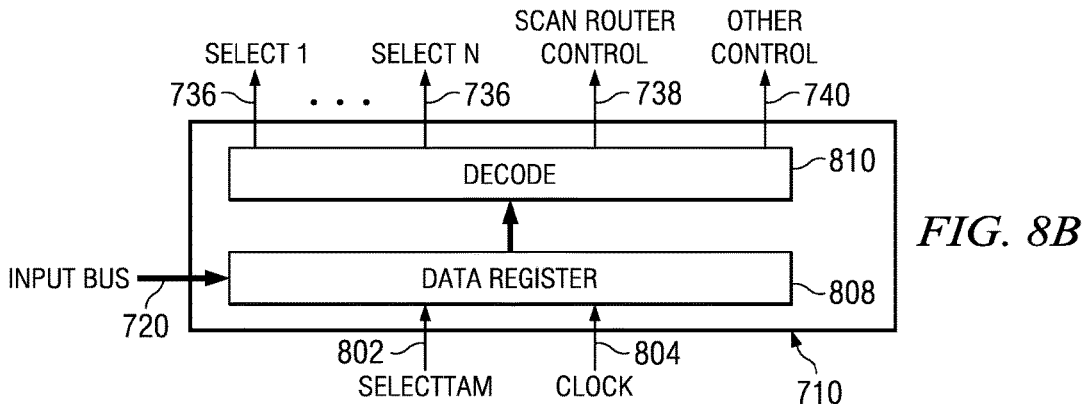 SCAN ROUTER OTHER
SELECT 1 SELECT N CONTROL CONTROL
736 . . . 736 738 740
DECODE 810
FIG. 8B
INPUT BUS DATA REGISTER 808
720
802 804
SELECTTAM CLOCK 710